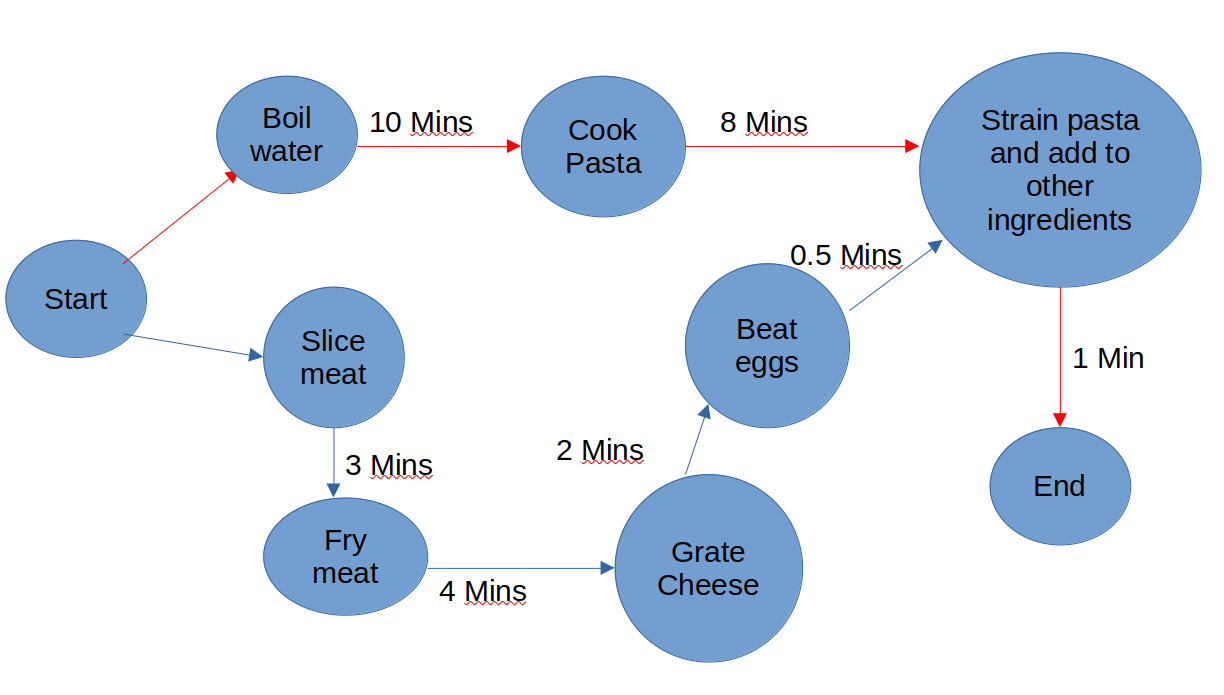 Boil
water
10 Mins
Cook
Pasta
8 Mins
Strain pasta
and add to
other
ingredients
Start
Slice
meat
3 Mins
Fry
meat
4 Mins
Grate
Cheese
2 Mins
Beat
eggs
0.5 Mins
1 Min
End